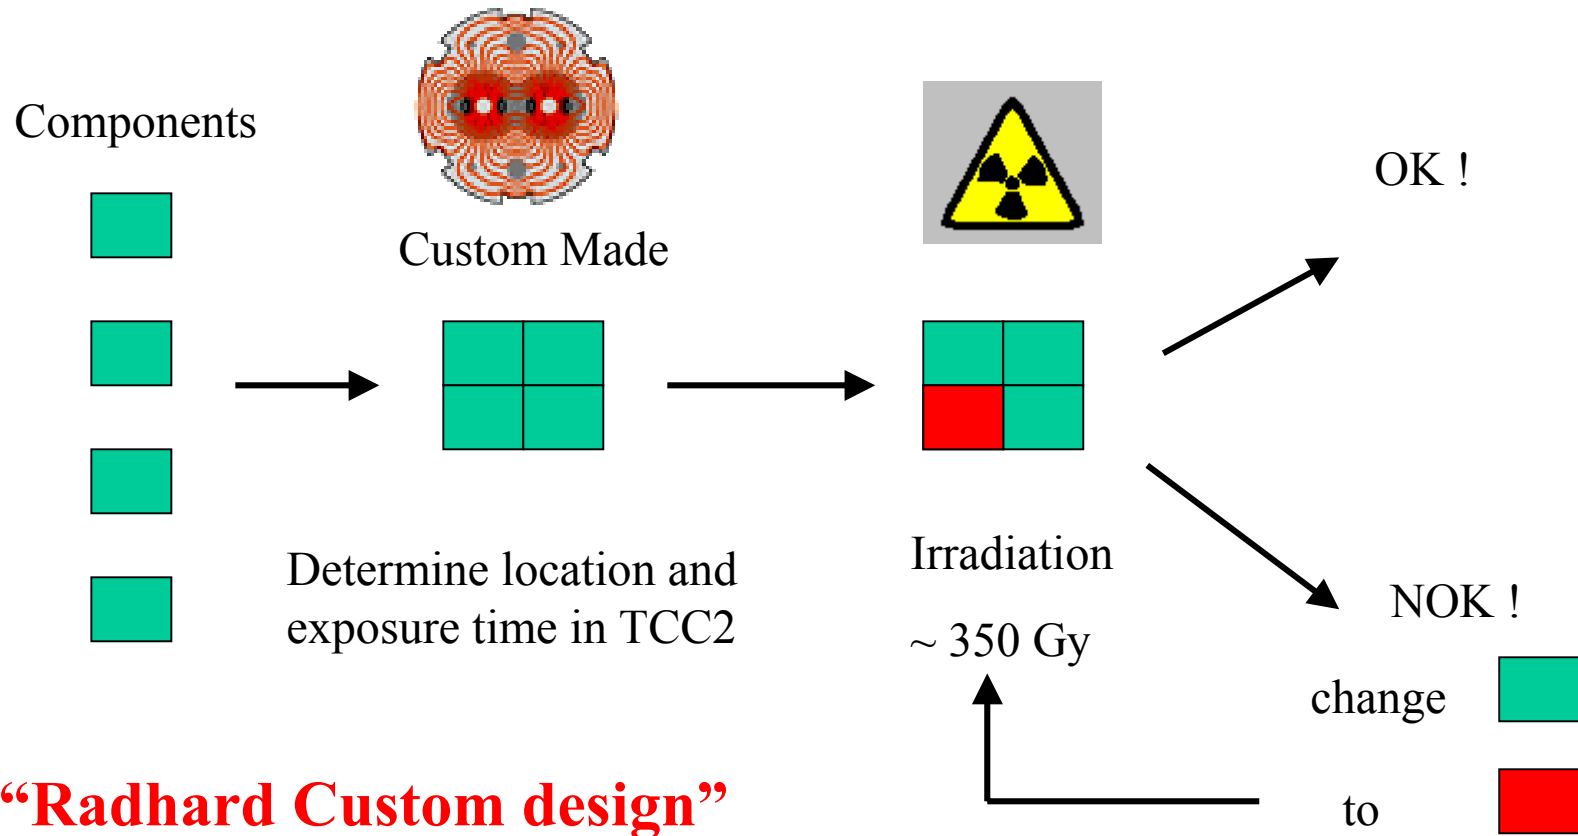 Components
Custom Made
OK !
Determine location and
exposure time in TCC2
Irradiation
~ 350 Gy
NOK !
change
to
“Radhard Custom design”